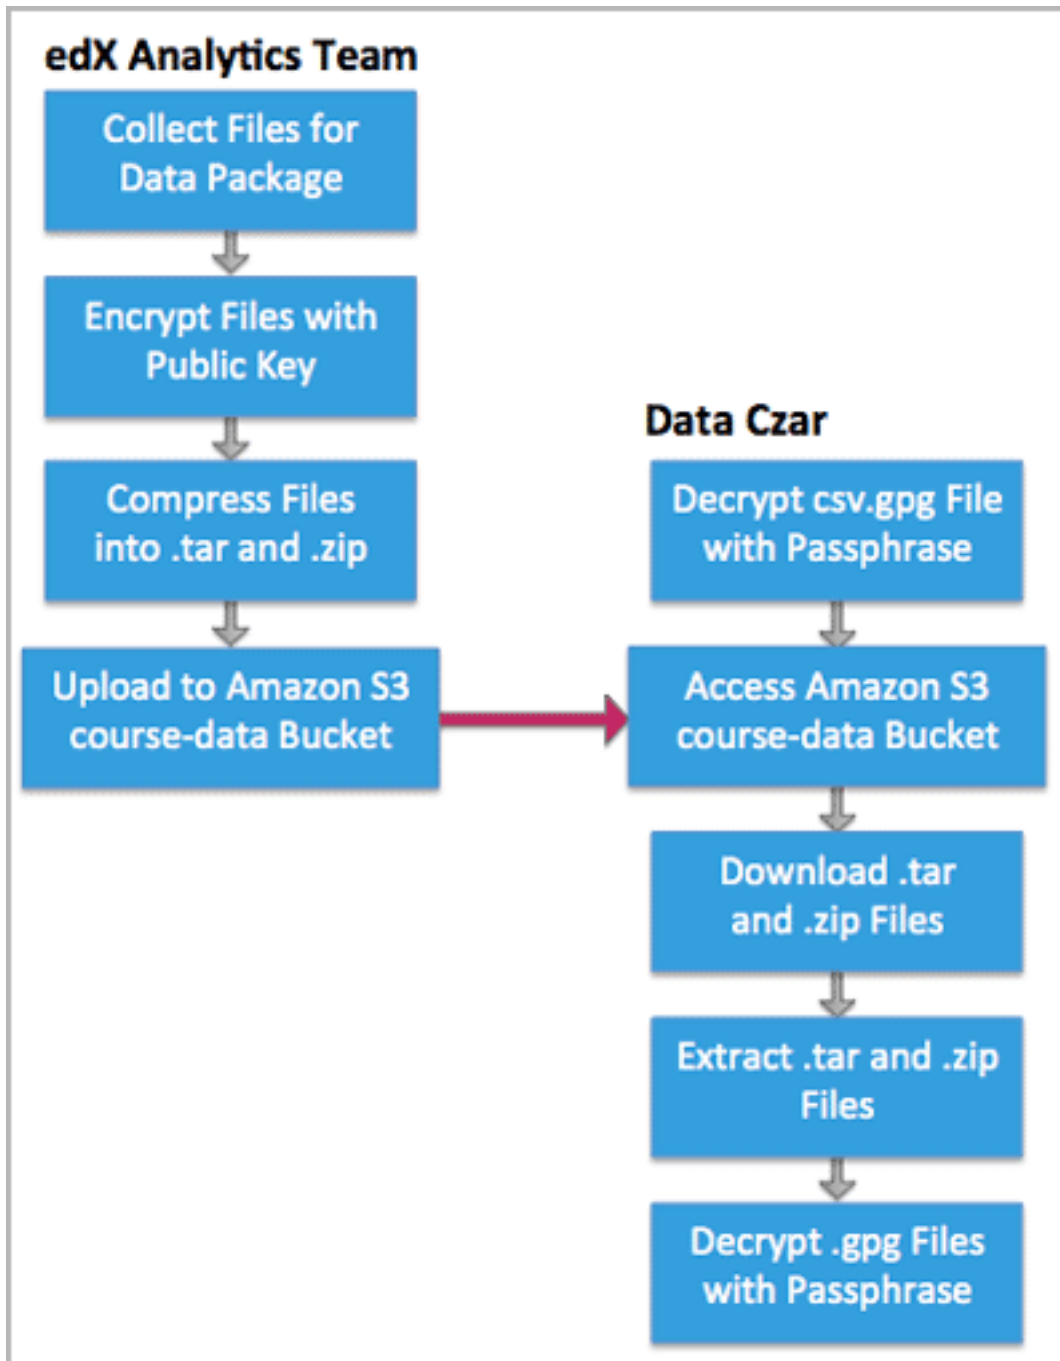 edX Analytics Team
Collect Files for
Data Package
Encrypt Files with
Public Key
Compress Files
into .tar and .zip
Upload to Amazon S3
course-data Bucket
Data Czar
Decrypt csv.gpg File
with Passphrase
Access Amazon S3
course-data Bucket
Download .tar
and .zip Files
Extract .tar and .zip
Files
Decrypt .gpg Files
with Passphrase